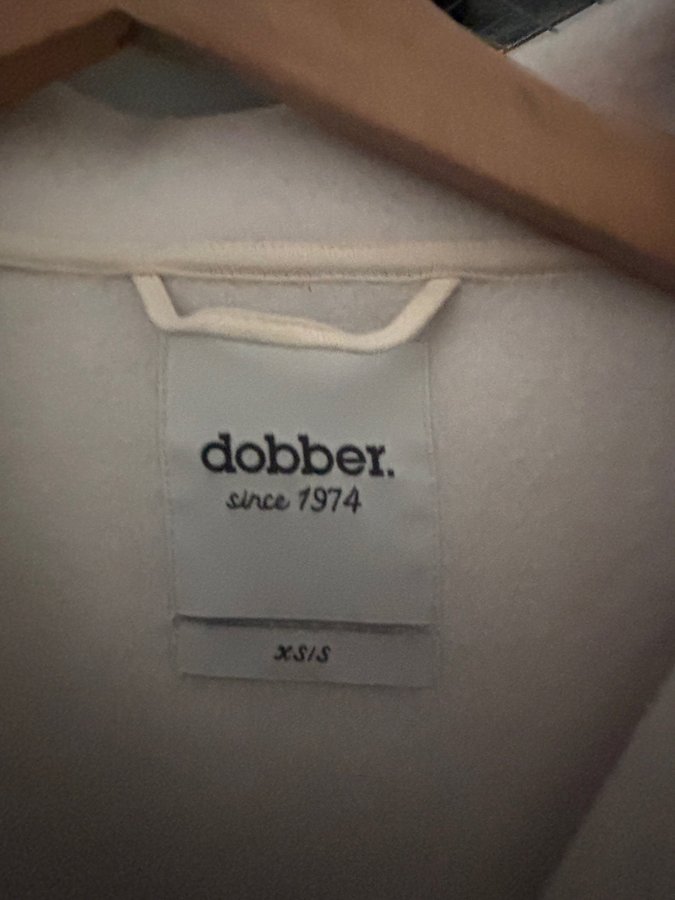 dobber.
since 1974
XS/S